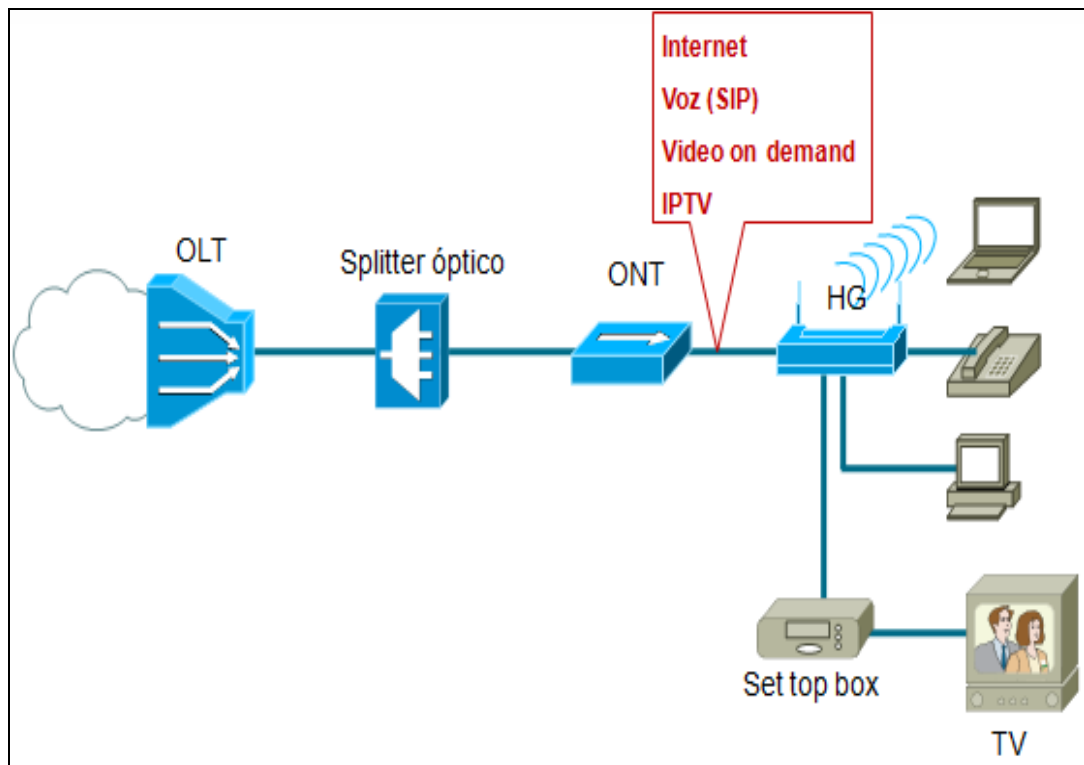 Internet
Voz (SIP)
Video on demand
IPTV
OLT
Splitter óptico
ONT
HG
Set top box
TV